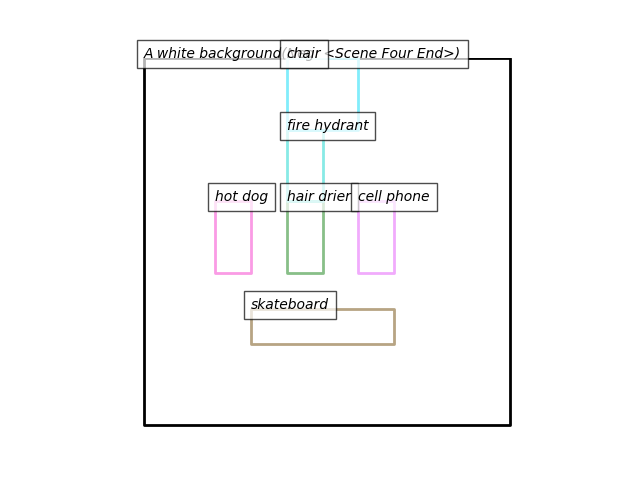 A white background chair <Scene Four End>)
fire hydrant
hot dog
hair drier
cell phone
skateboard